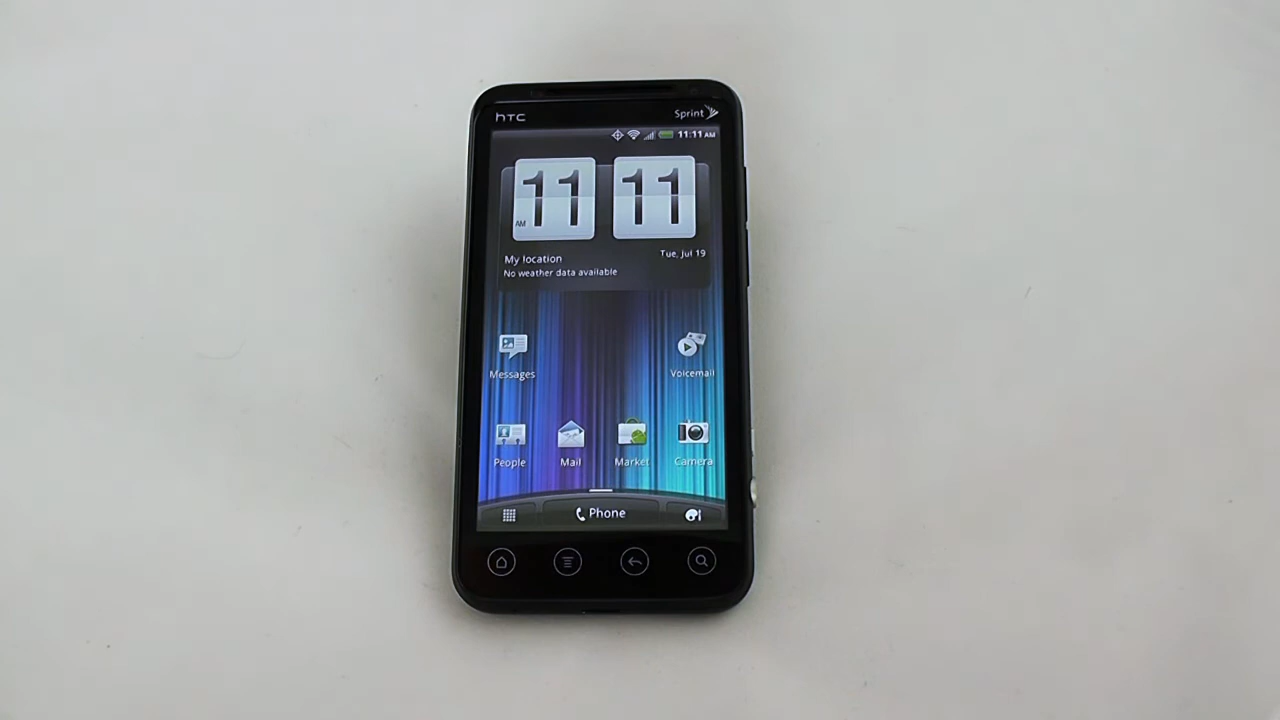 hTC
Sprint
11:11 AM
11 11
AM
My location
Tue, Jul 19
No weather data available
Messages
Voicemail
People
Mail
Market
Camera
Phone